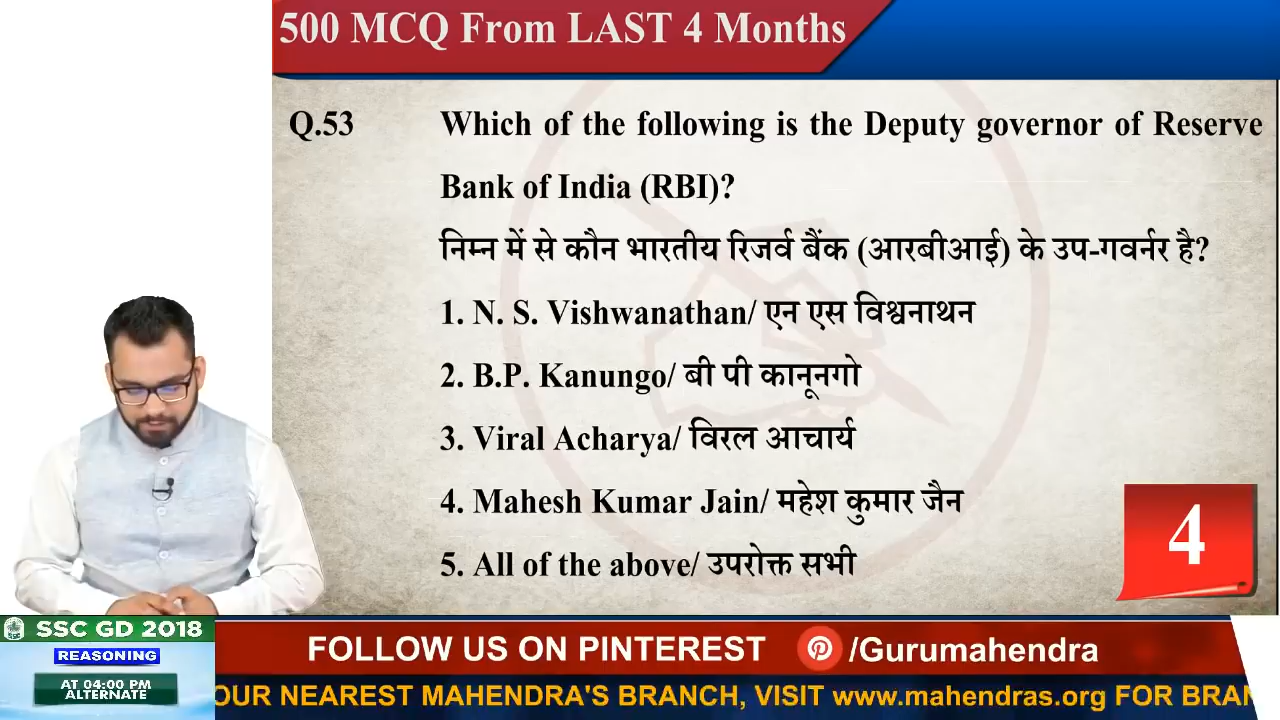 500 MCQ From LAST 4 Months
Q.53 Which of the following is the Deputy governor of Reserve
Bank of India (RBI)?
निम्न में से कौन भारतीय रिजर्व बैंक (आरबीआई) के उप-गवर्नर है?
1. N. S. Vishwanathan/ एन एस विश्वनाथन
2. B.P. Kanungo/ बी पी कानूनगो
3. Viral Acharya/ विरल आचार्य
4. Mahesh Kumar Jain/ महेश कुमार जैन
5. All of the above/ उपरोक्त सभी
4
SSC GD 2018
REASONING
AT 04:00 PM
ALTERNATE
FOLLOW US ON PINTEREST /Gurumahendra
OUR NEAREST MAHENDRA'S BRANCH, VISIT www.mahendras.org FOR BRAN